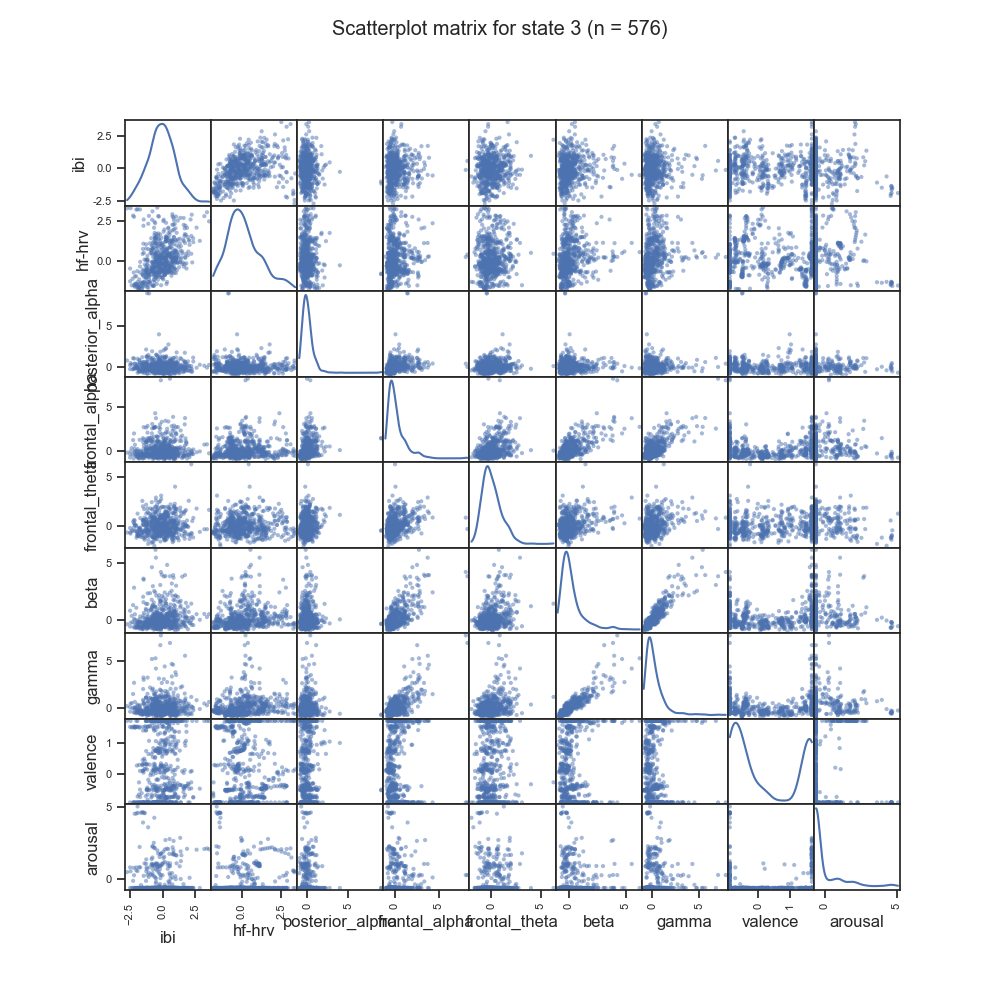 Scatterplot matrix for state 3 (n = 576)
ibi
2.5
0.0
−2.5
hf-hrv
2.5
0.0
posterior_alpha
5
0
frontal_alpha
5
0
frontal_theta
5
0
beta
5
0
gamma
5
0
valence
1
0
arousal
5
0
−2.5 0.0 2.5 0.0 2.5 0 5 0 5 0 5 0 5 0 5 0 1 0 5
ibi hf-hrv posterior_alpha frontal_alpha frontal_theta beta gamma valence arousal